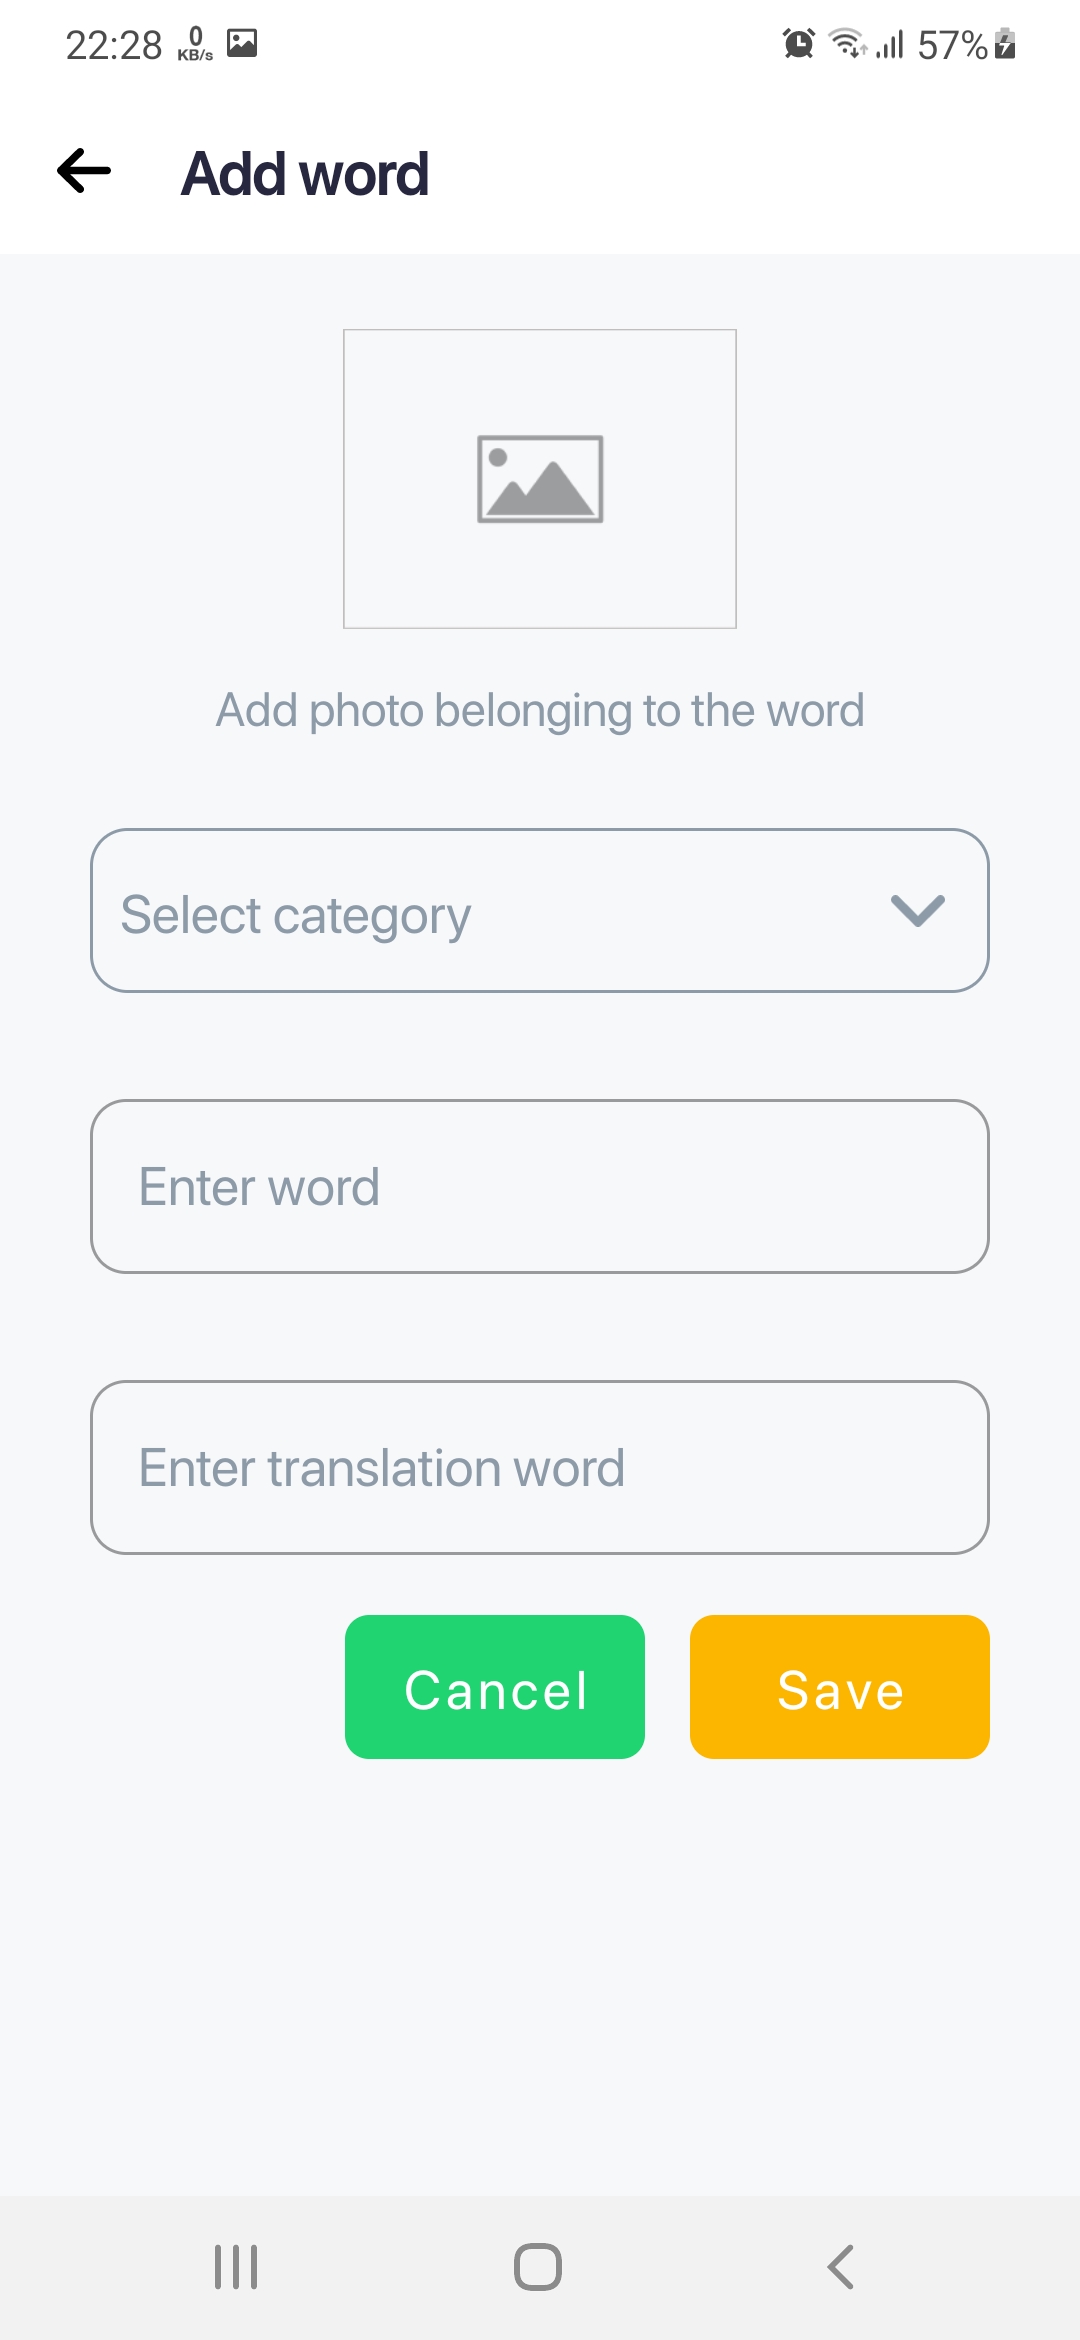 22:28 0 KB/s 57%
Add word
Add photo belonging to the word
Select category
Enter word
Enter translation word
Cancel Save